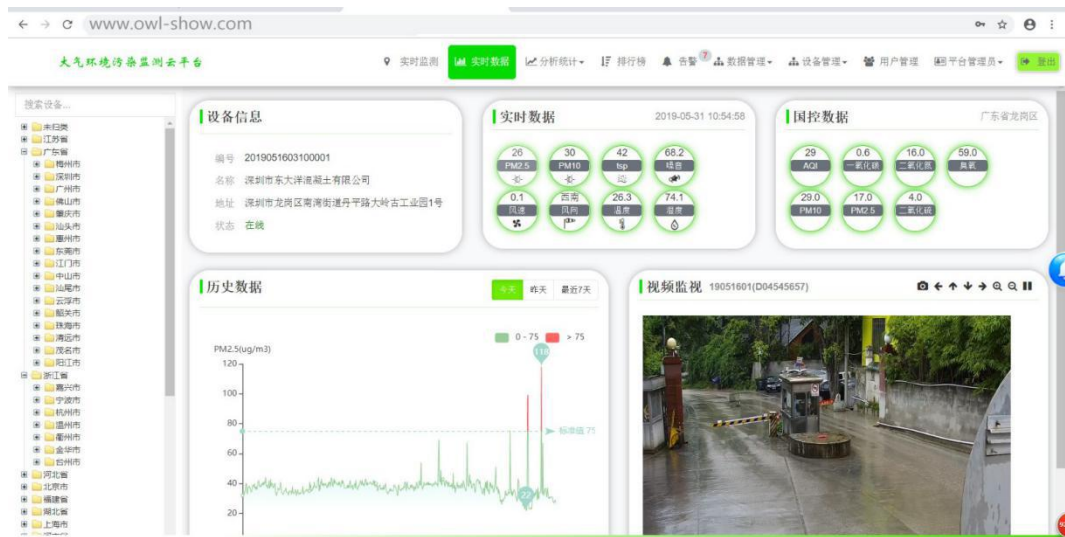 www.owl-show.com
大气环境污染监测云平台
实时监测
实时数据
分析统计
排行榜
告警
7
数据管理
设备管理
用户管理
平台管理员
登出
搜索设备...
未归类
江苏省
广东省
梅州市
深圳市
广州市
佛山市
肇庆市
汕头市
惠州市
东莞市
江门市
中山市
汕尾市
云浮市
韶关市
珠海市
清远市
茂名市
阳江市
浙江省
嘉兴市
宁波市
杭州市
温州市
衢州市
金华市
台州市
河北省
北京市
福建省
湖北省
上海市
设备信息
编号 2019051603100001
名称 深圳市东大洋混凝土有限公司
地址 深圳市龙岗区南湾街道丹平路大岭古工业园1号
状态 在线
实时数据
2019-05-31 10:54:58
26
PM2.5
30
PM10
42
tsp
68.2
噪音
0.1
风速
西南
风向
26.3
温度
74.1
湿度
国控数据
广东省龙岗区
29
AQI
0.6
一氧化碳
16.0
二氧化氮
59.0
臭氧
29.0
PM10
17.0
PM2.5
4.0
二氧化硫
历史数据
今天
昨天
最近7天
0 - 75
> 75
PM2.5(ug/m3)
120
100
80
60
40
20
116
22
标准值 75
视频监视 19051601(D04545657)